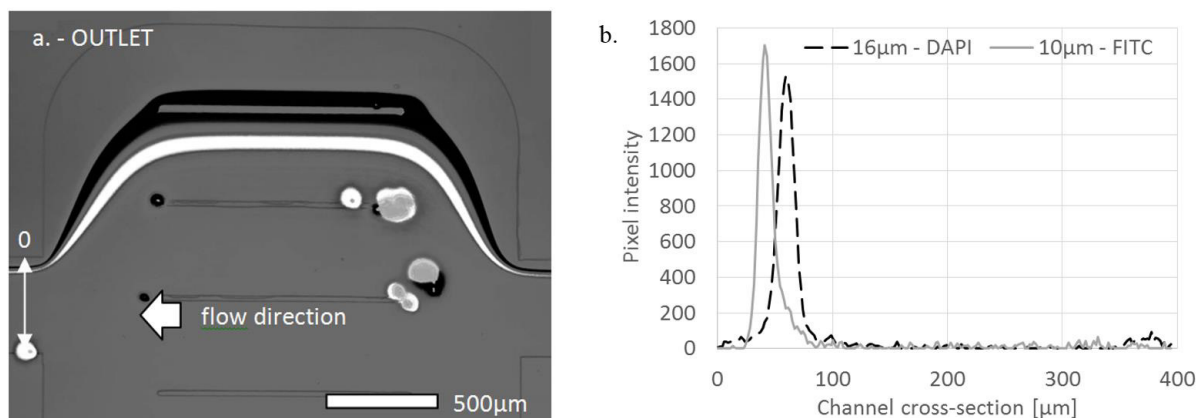 a. - OUTLET
0
flow direction
500µm
b.
1800
1600
1400
1200
1000
800
600
400
200
0
Pixel intensity
16µm - DAPI
10µm - FITC
0
100
200
300
400
Channel cross-section [µm]